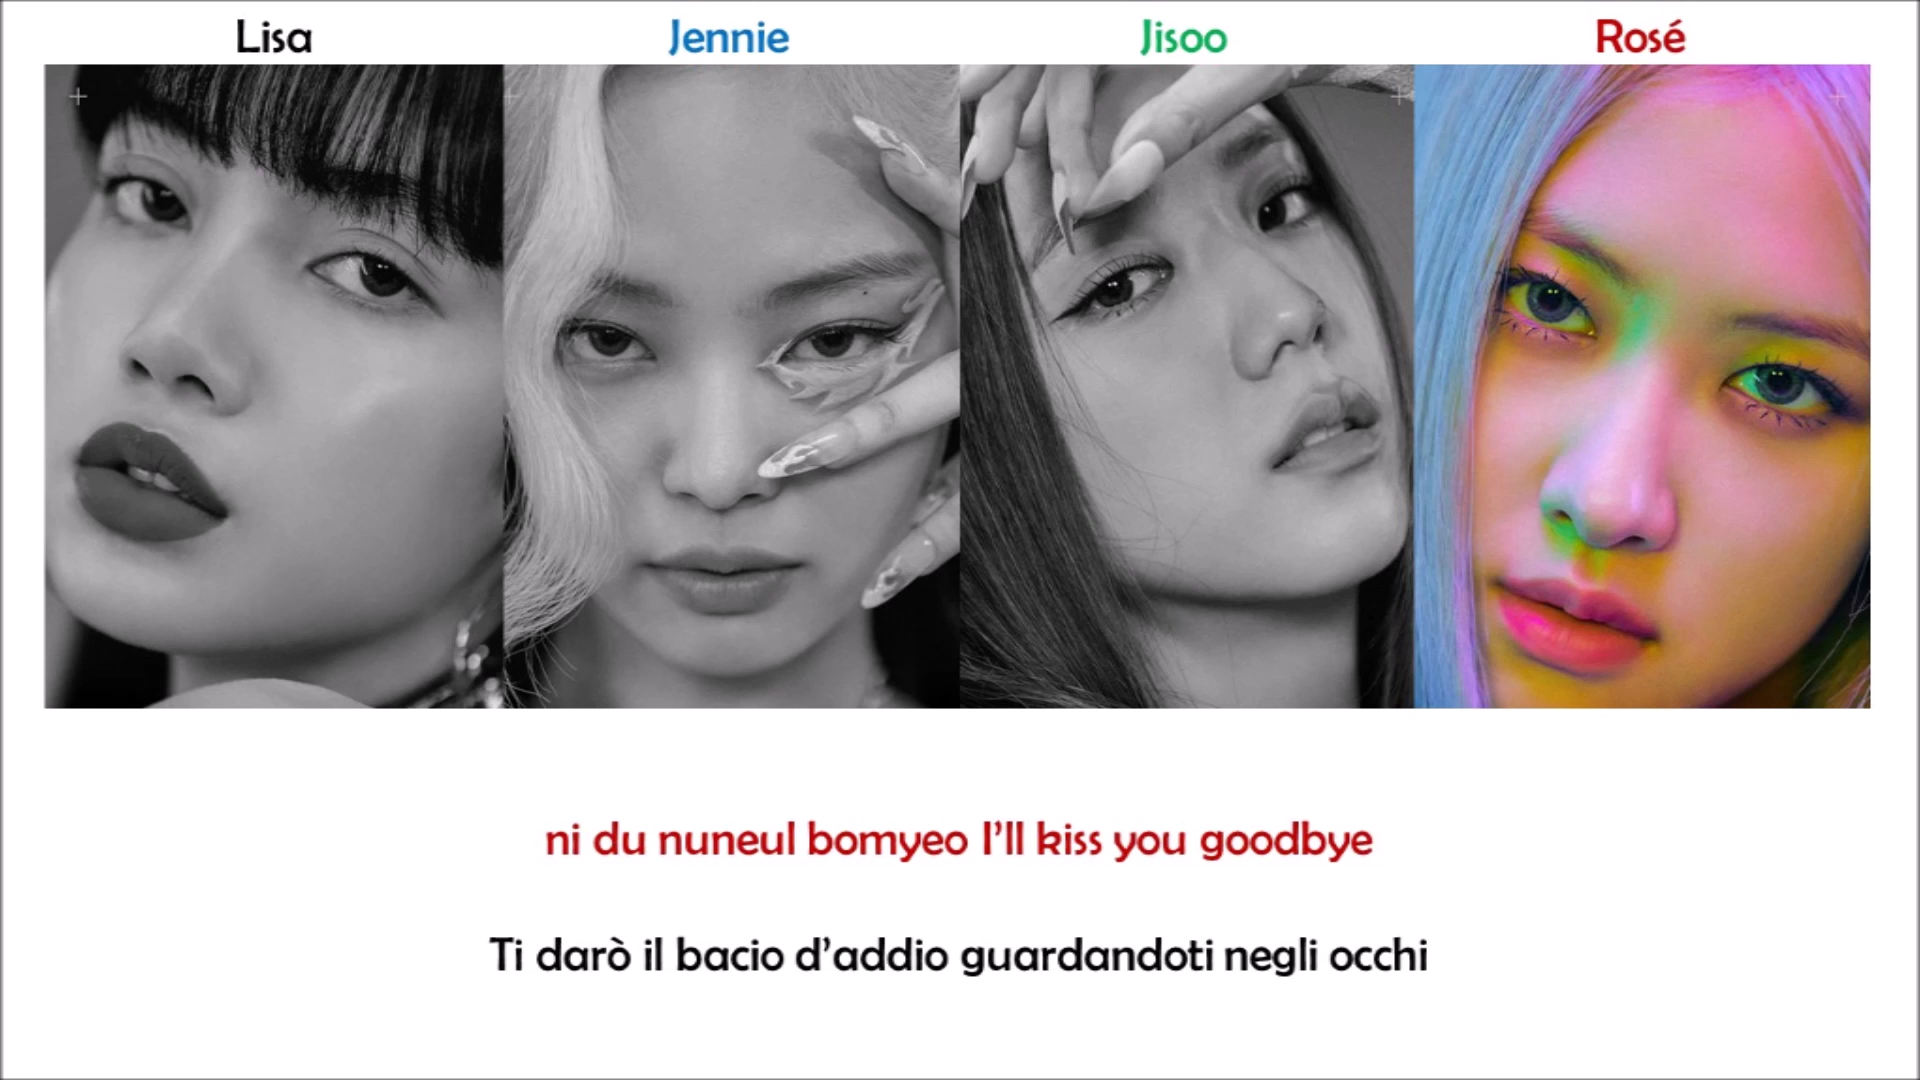 Lisa Jennie Jisoo Rosé
ni du nuneul bomyeo I'll kiss you goodbye
Ti darò il bacio d'addio guardandoti negli occhi